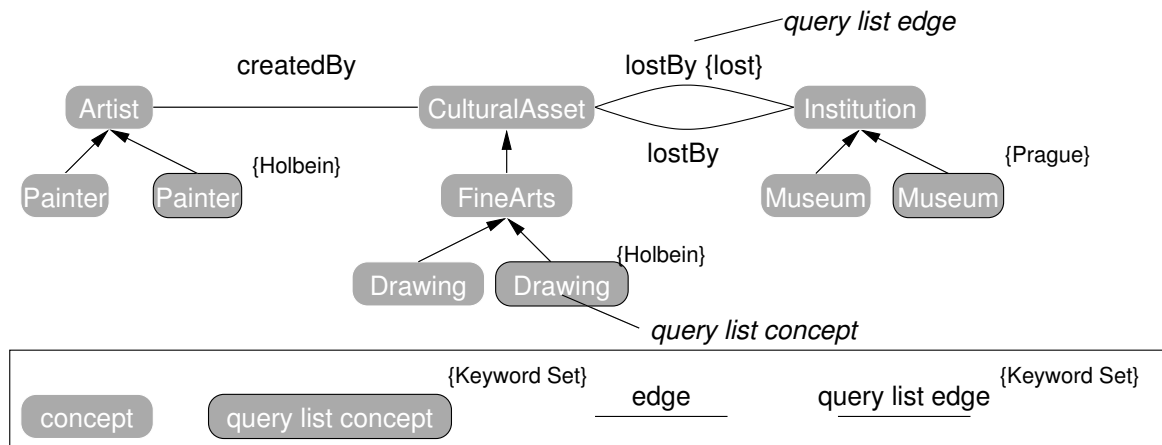 query list edge
createdBy
lostBy {lost}
Artist
CulturalAsset
Institution
lostBy
{Holbein}
{Prague}
Painter
Painter
FineArts
Museum
Museum
{Holbein}
Drawing
Drawing
query list concept
{Keyword Set}
{Keyword Set}
concept
query list concept
edge
query list edge